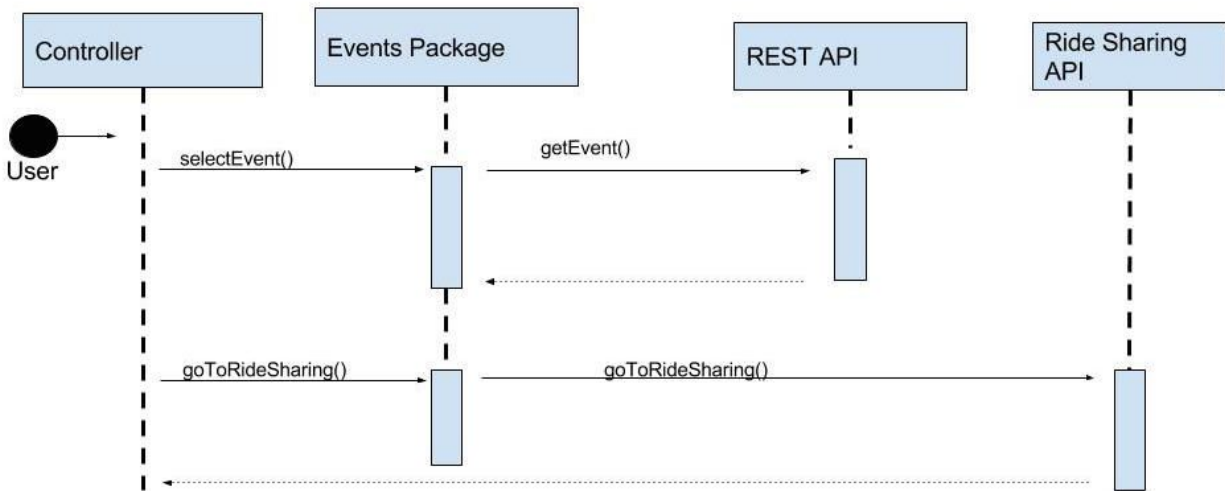 Controller
Events Package
REST API
Ride Sharing
API
User
selectEvent()
getEvent()
goToRideSharing()
goToRideSharing()